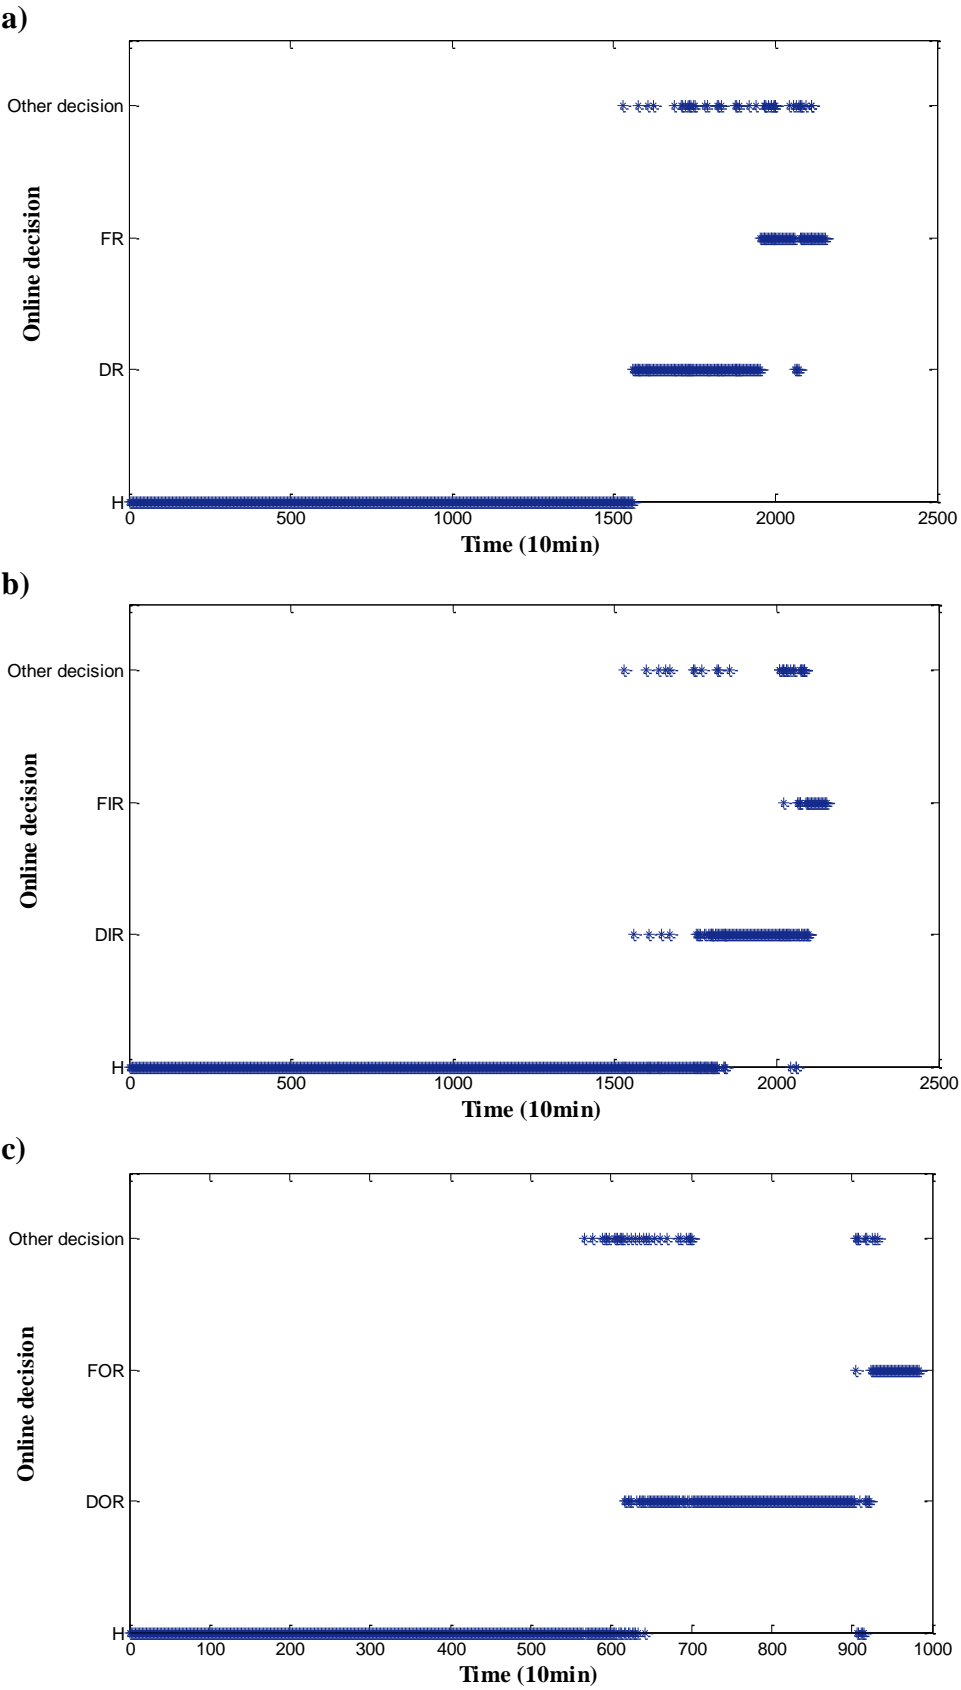 a)
Other decision
FR
DR
H
Online decision
0 500 1000 1500 2000 2500
Time (10min)
b)
Other decision
FIR
DIR
H
Online decision
0 500 1000 1500 2000 2500
Time (10min)
c)
Other decision
FOR
DOR
H
Online decision
0 100 200 300 400 500 600 700 800 900 1000
Time (10min)